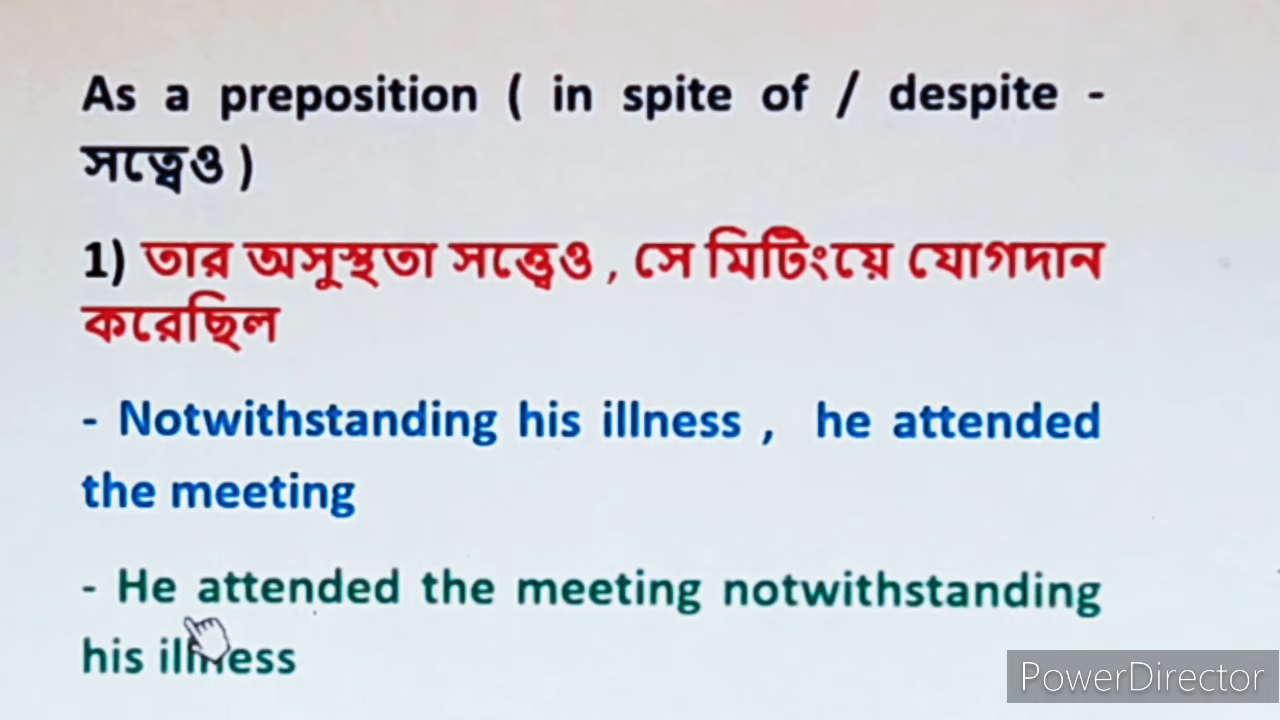 As a preposition ( in spite of / despite -
সত্ত্বেও )
1) তার অসুস্থতা সত্ত্বেও , সে মিটিংয়ে যোগদান
করেছিল
- Notwithstanding his illness , he attended
the meeting
- He attended the meeting notwithstanding
his illness
PowerDirector